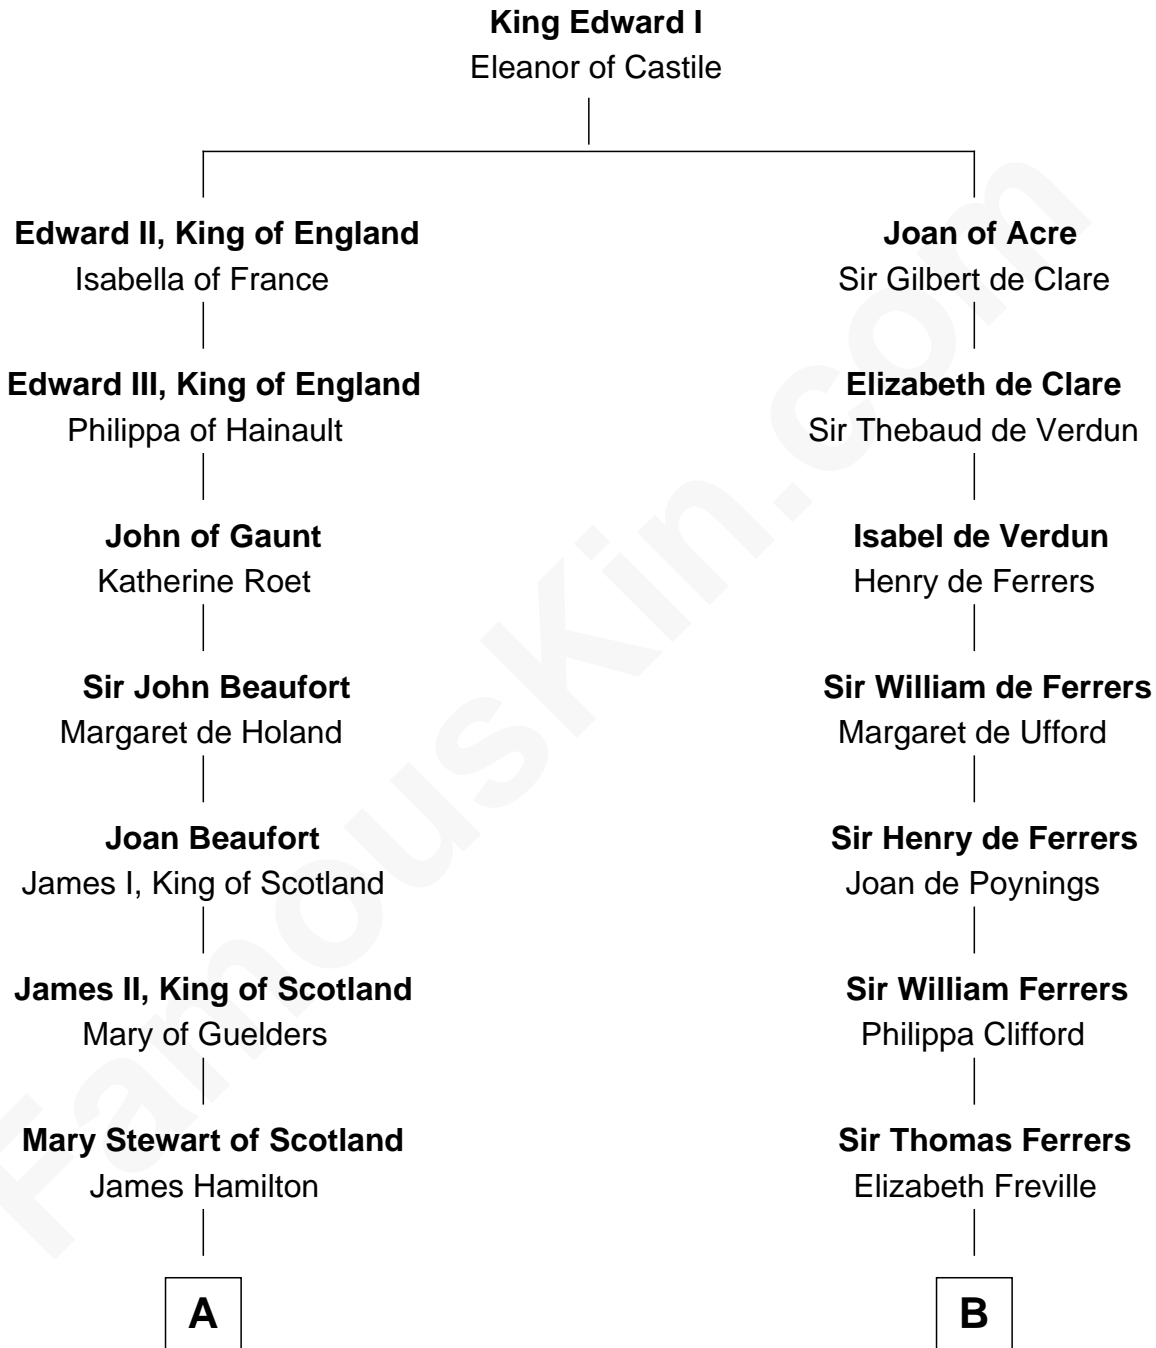 King Edward I
Eleanor of Castile
Edward II, King of England
Isabella of France
Edward III, King of England
Philippa of Hainault
John of Gaunt
Katherine Roet
Sir John Beaufort
Margaret de Holand
Joan Beaufort
James I, King of Scotland
James II, King of Scotland
Mary of Guelders
Mary Stewart of Scotland
James Hamilton
A
Joan of Acre
Sir Gilbert de Clare
Elizabeth de Clare
Sir Thebaud de Verdun
Isabel de Verdun
Henry de Ferrers
Sir William de Ferrers
Margaret de Ufford
Sir Henry de Ferrers
Joan de Poynings
Sir William Ferrers
Philippa Clifford
Sir Thomas Ferrers
Elizabeth Freville
B
FamousKin.com